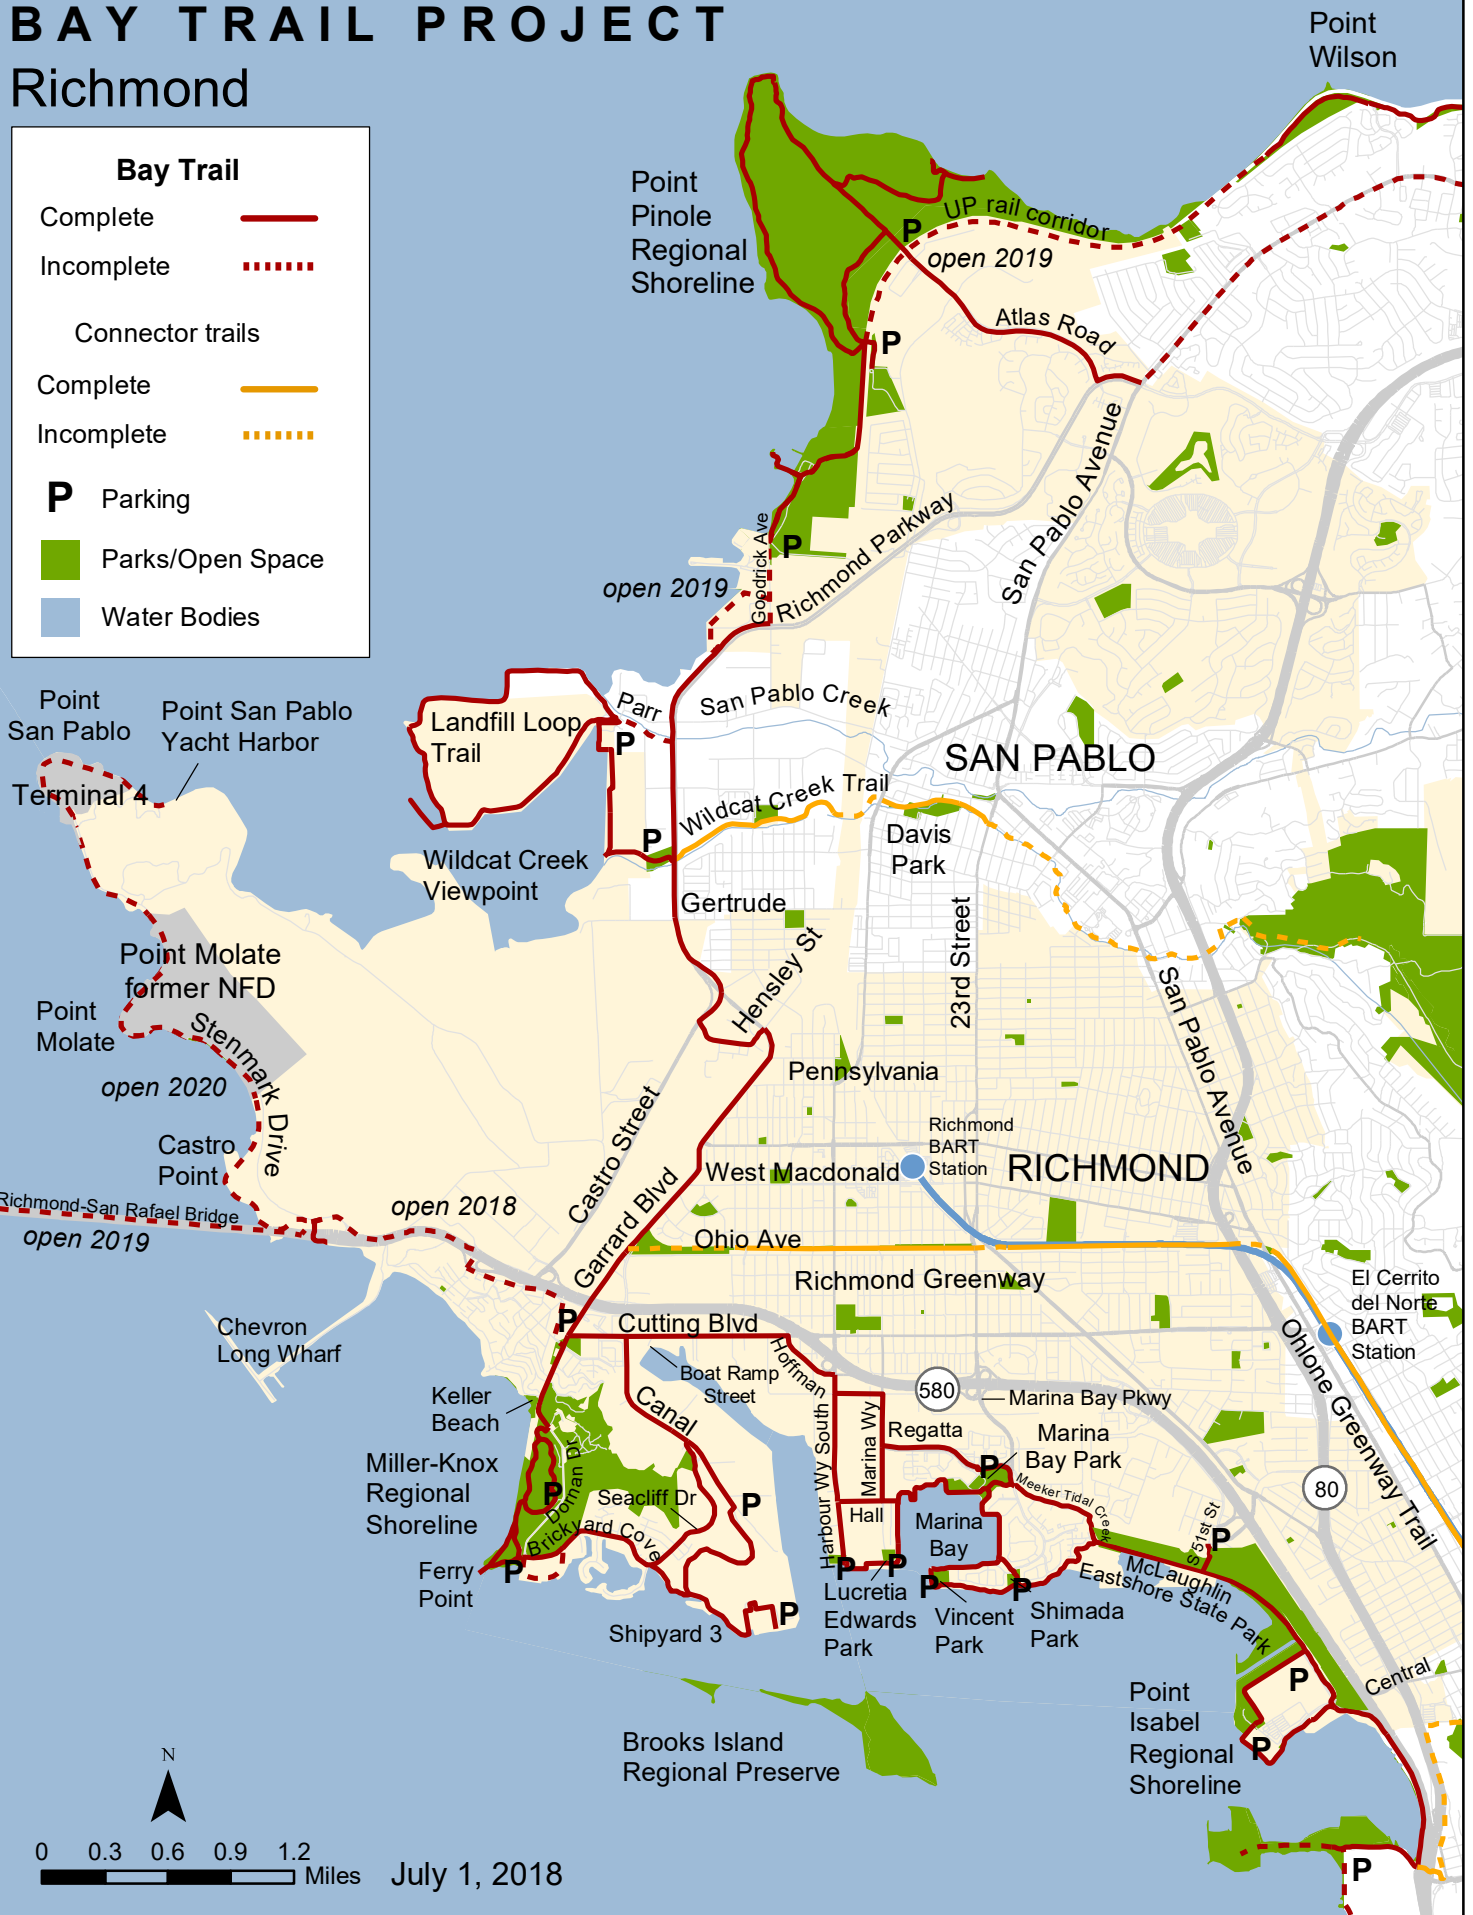 BAY TRAIL PROJECT
Richmond
Bay Trail
Complete
Incomplete
Connector trails
Complete
Incomplete
P Parking
Parks/Open Space
Water Bodies
Point
Wilson
Point
Pinole
Regional
Shoreline
P
UP rail corridor
open 2019
Atlas Road
P
San Pablo Avenue
Richmond Parkway
Goodrick Ave
P
open 2019
Point
San Pablo
Point San Pablo
Yacht Harbor
Terminal 4
Landfill Loop
Trail
Parr
P
San Pablo Creek
SAN PABLO
Wildcat Creek Trail
P
Davis
Park
Wildcat Creek
Viewpoint
Gertrude
Hensley St
23rd Street
San Pablo Avenue
Point Molate
former NFD
Point
Molate
Stenmark Drive
open 2020
Castro
Point
Pennsylvania
Castro Street
Richmond
BART
Station
West Macdonald
RICHMOND
Richmond-San Rafael Bridge
open 2019
open 2018
Garrard Blvd
Ohio Ave
Richmond Greenway
El Cerrito
del Norte
BART
Station
Chevron
Long Wharf
P
Cutting Blvd
Hoffman
Boat Ramp
Street
580
Marina Bay Pkwy
Ohlone Greenway Trail
Keller
Beach
Canal
Harbour Wy South
Marina Wy
Regatta
Marina
Bay Park
P
80
Miller-Knox
Regional
Shoreline
P
Dornan Dr
Seacliff Dr
P
Meeker Tidal Creek
Hall
Marina
Bay
S 51st St
P
Brickyard Cove
Ferry
Point
P
P
P
P
P
McLaughlin
Eastshore State Park
Lucretia
Edwards
Park
Vincent
Park
Shimada
Park
Shipyard 3
P
Central
P
Point
Isabel
Regional
Shoreline
P
Brooks Island
Regional Preserve
N
0 0.3 0.6 0.9 1.2
Miles
July 1, 2018
P